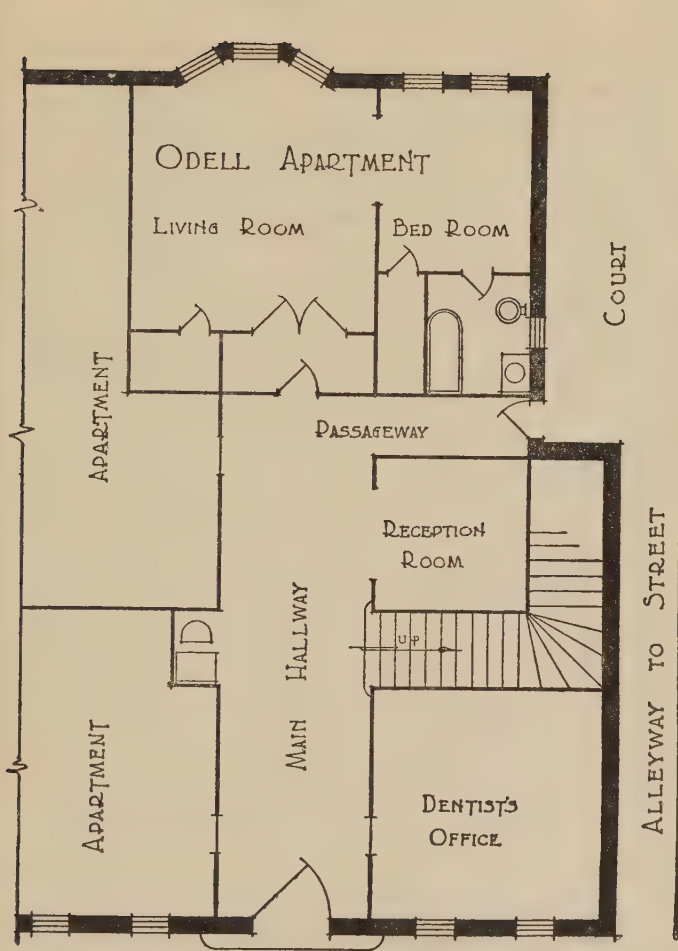 ODELL APARTMENT
LIVING ROOM
BED ROOM
COURT
APARTMENT
PASSAGEWAY
RECEPTION
ROOM
MAIN HALLWAY
UP
ALLEYWAY TO STREET
APARTMENT
DENTIST'S
OFFICE